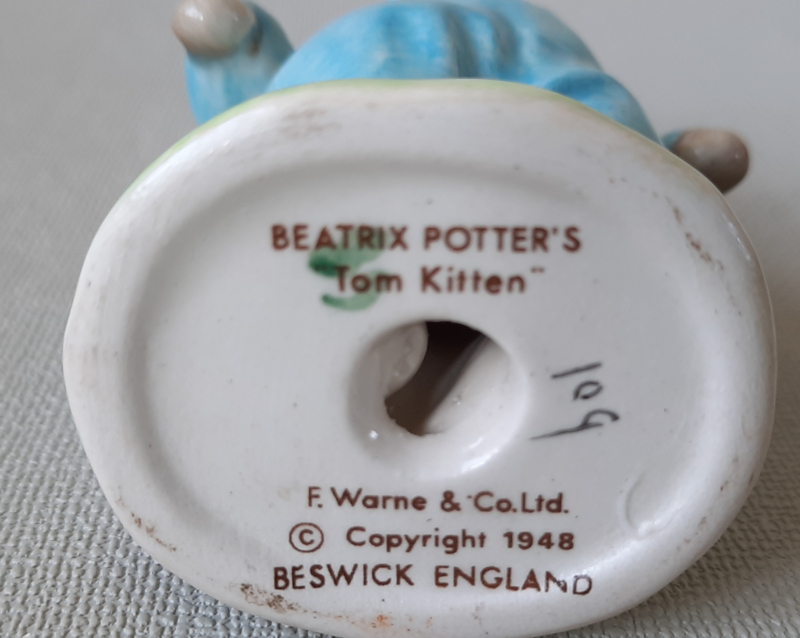 BEATRIX POTTER'S
"Tom Kitten"
109
F. Warne & Co.Ltd.
© Copyright 1948
BESWICK ENGLAND